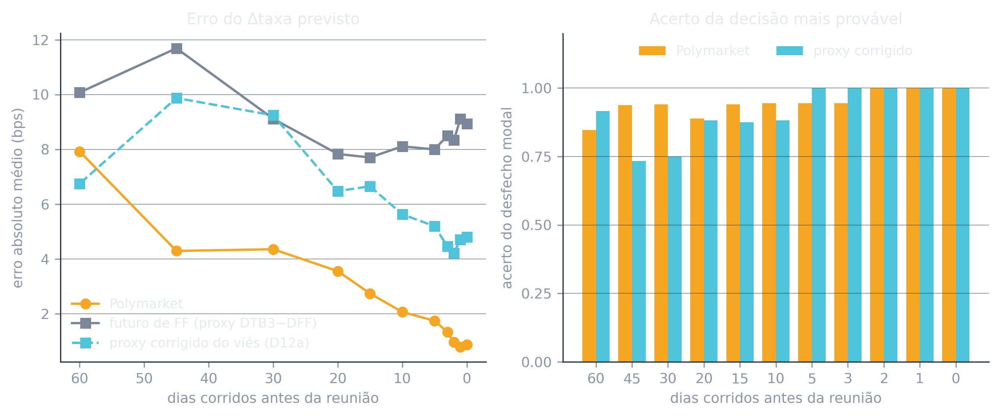 Erro do Δtaxa previsto
12
10
8
6
4
2
erro absoluto médio (bps)
Polymarket
futuro de FF (proxy DTB3−DFF)
proxy corrigido do viés (D12a)
60 50 40 30 20 10 0
dias corridos antes da reunião
Acerto da decisão mais provável
Polymarket proxy corrigido
1.00
0.75
0.50
0.25
0.00
acerto do desfecho modal
60 45 30 20 15 10 5 3 2 1 0
dias corridos antes da reunião